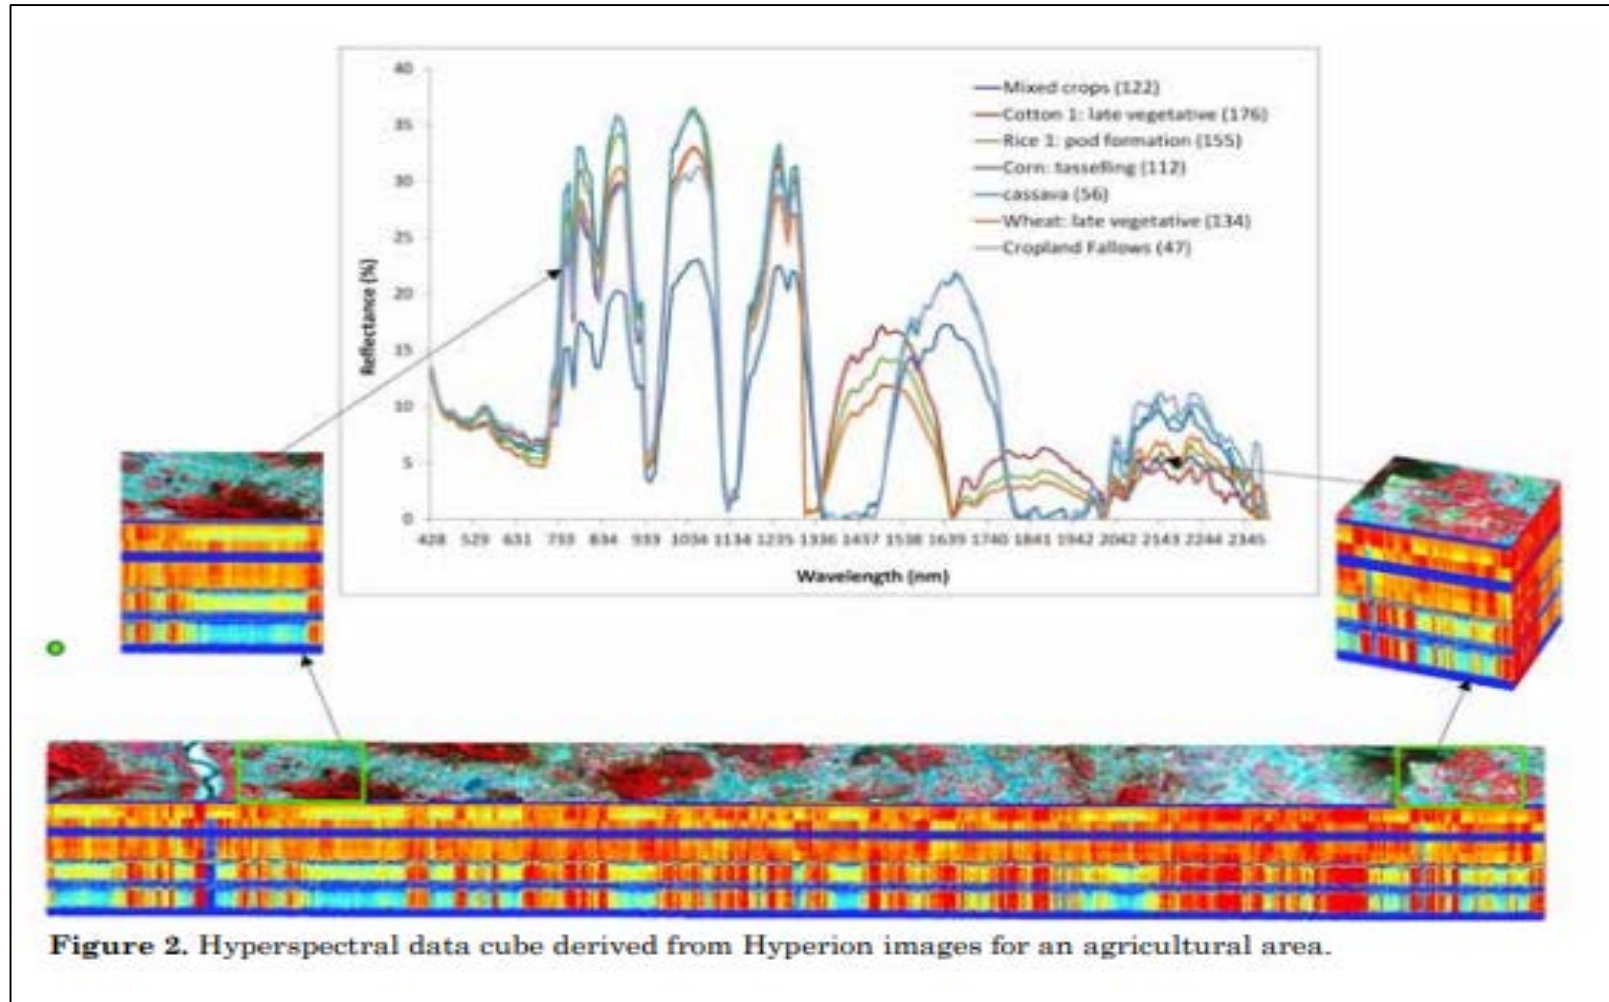 40
35
30
25
20
15
10
5
0
Reflectance (%)
Mixed crops (122)
Cotton 1: late vegetative (176)
Rice 1: pod formation (155)
Corn: tasselling (112)
cassava (56)
Wheat: late vegetative (134)
Cropland Fallows (47)
428 529 631 733 834 933 1034 1134 1235 1336 1437 1538 1639 1740 1841 1942 2042 2143 2244 2345
Wavelength (nm)
Figure 2. Hyperspectral data cube derived from Hyperion images for an agricultural area.